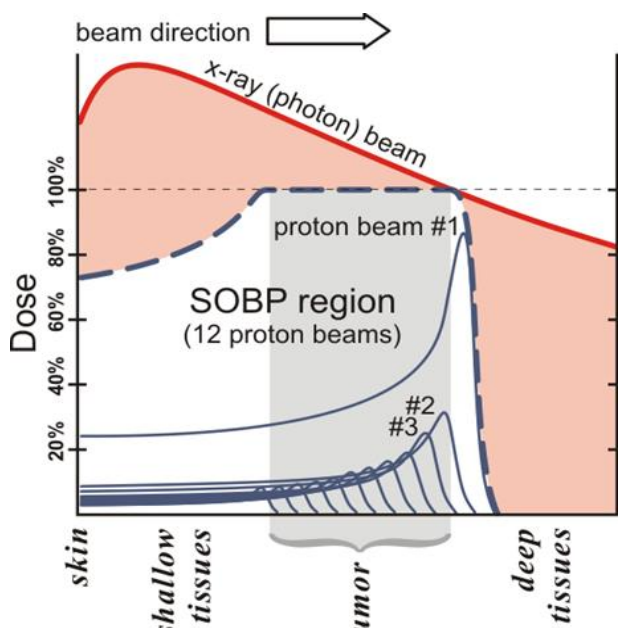 beam direction
x-ray (photon) beam
100%
80%
60%
40%
20%
Dose
proton beam #1
SOBP region
(12 proton beams)
#2
#3
skin
shallow
tissues
umor
deep
tissues